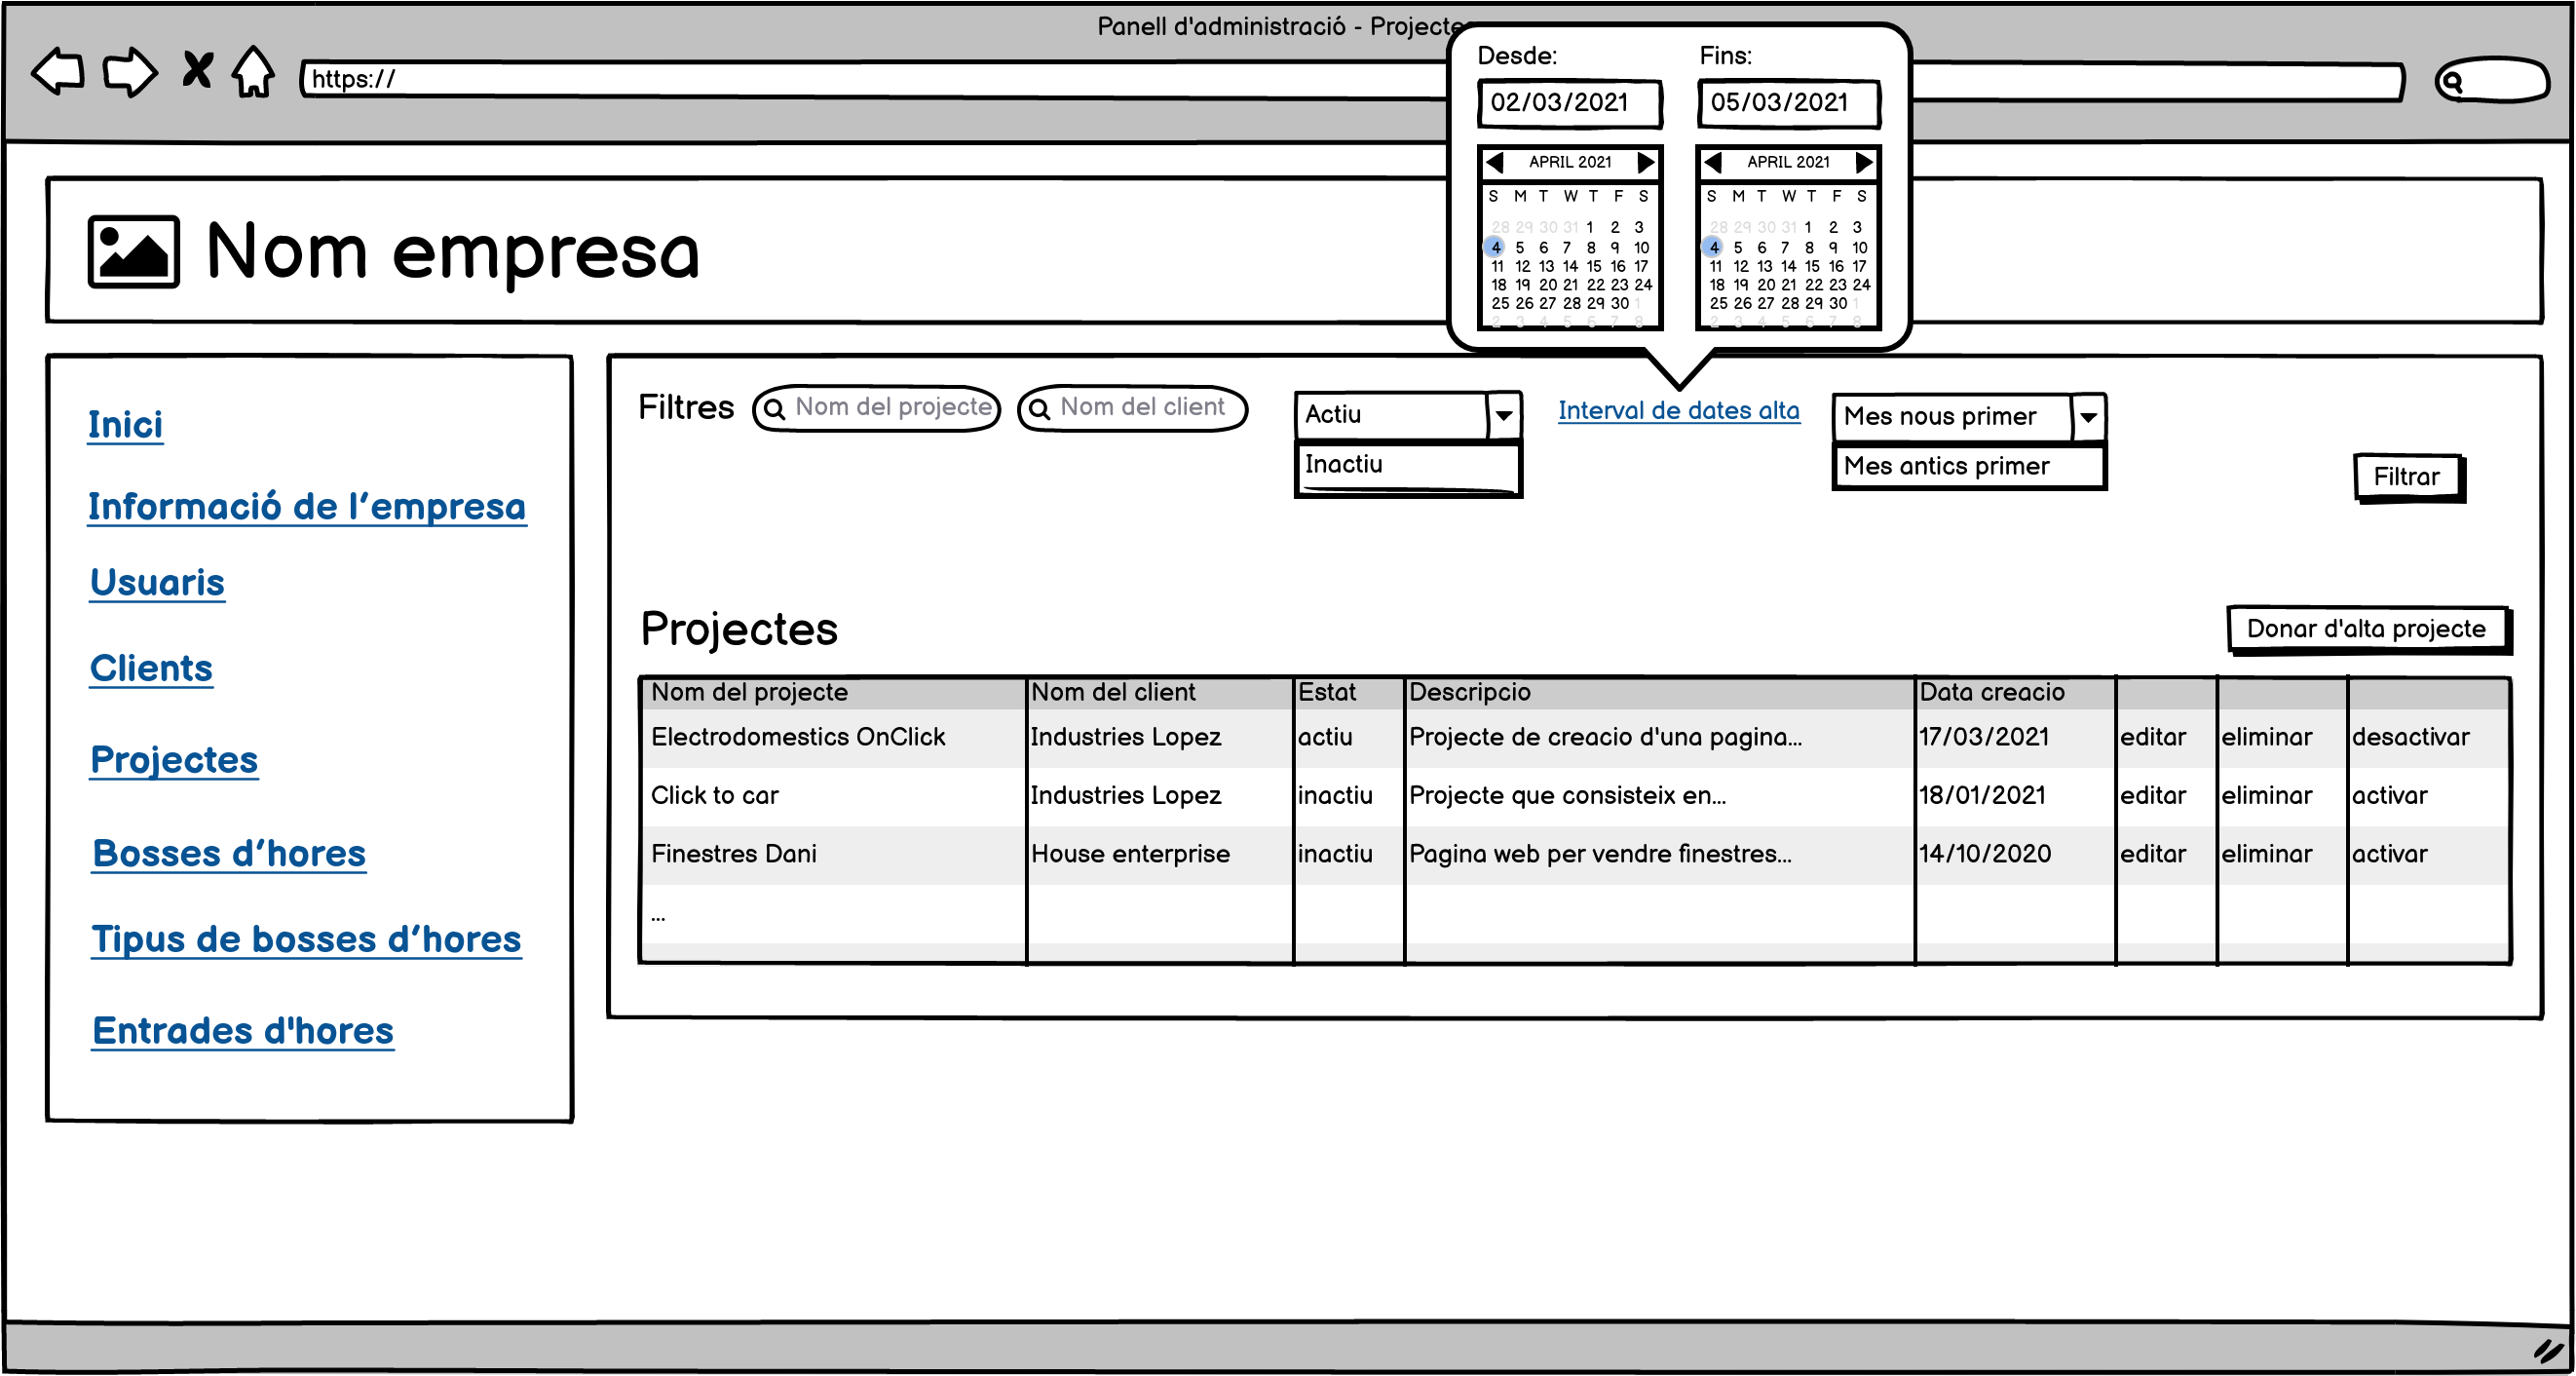 Panell d'administració - Projecte
https://
Desde: Fins:
02/03/2021 05/03/2021
APRIL 2021 APRIL 2021
S M T W T F S S M T W T F S
28 29 30 31 1 2 3 28 29 30 31 1 2 3
4 5 6 7 8 9 10 4 5 6 7 8 9 10
11 12 13 14 15 16 17 11 12 13 14 15 16 17
18 19 20 21 22 23 24 18 19 20 21 22 23 24
25 26 27 28 29 30 1 25 26 27 28 29 30 1
2 3 4 5 6 7 8 2 3 4 5 6 7 8
Nom empresa
Inici
Informació de l’empresa
Usuaris
Clients
Projectes
Bosses d’hores
Tipus de bosses d’hores
Entrades d'hores
Filtres Nom del projecte Nom del client Actiu Interval de dates alta Mes nous primer
Inactiu Mes antics primer
Filtrar
Projectes Donar d'alta projecte
Nom del projecte Nom del client Estat Descripcio Data creacio
Electrodomestics OnClick Industries Lopez actiu Projecte de creacio d'una pagina... 17/03/2021 editar eliminar desactivar
Click to car Industries Lopez inactiu Projecte que consisteix en... 18/01/2021 editar eliminar activar
Finestres Dani House enterprise inactiu Pagina web per vendre finestres... 14/10/2020 editar eliminar activar
...